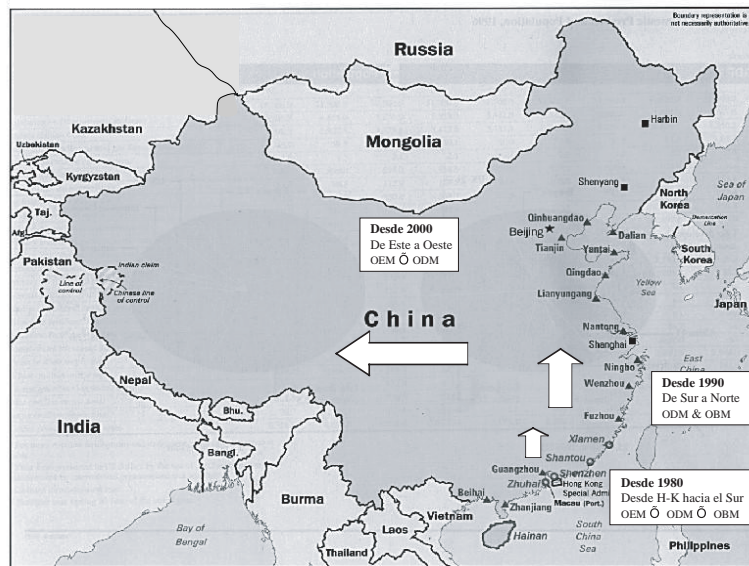 Boundary representation is
not necessarily authoritative.
Russia
Kazakhstan
Mongolia
Harbin
Uzbekistan
Kyrgyzstan
Shenyang
Taj.
Afg.
North
Korea
Sea of
Japan
Desde 2000
De Este a Oeste
OEM Õ ODM
Qinhuangdao
Beijing
Dalian
Demarcation
Line
Tianjin
Yantai
South
Korea
Pakistan
Indian claim
Line of
control
Chinese line
of control
Qingdao
Yellow
Sea
Lianyungang
Japan
China
Nantong
Shanghai
Nepal
Ningbo
East
China
Wenzhou
Desde 1990
De Sur a Norte
ODM & OBM
Bhu.
India
Fuzhou
Bangl.
Xiamen
Shantou
Guangzhou
Shenzhen
Zhuhai
Hong Kong
Special Admi
Macau (Port.)
Desde 1980
Desde H-K hacia el Sur
OEM Õ ODM Õ OBM
Burma
Beihai
Zhanjiang
Vietnam
Laos
Hainan
South
China
Sea
Bay of
Bengal
Thailand
Philippines